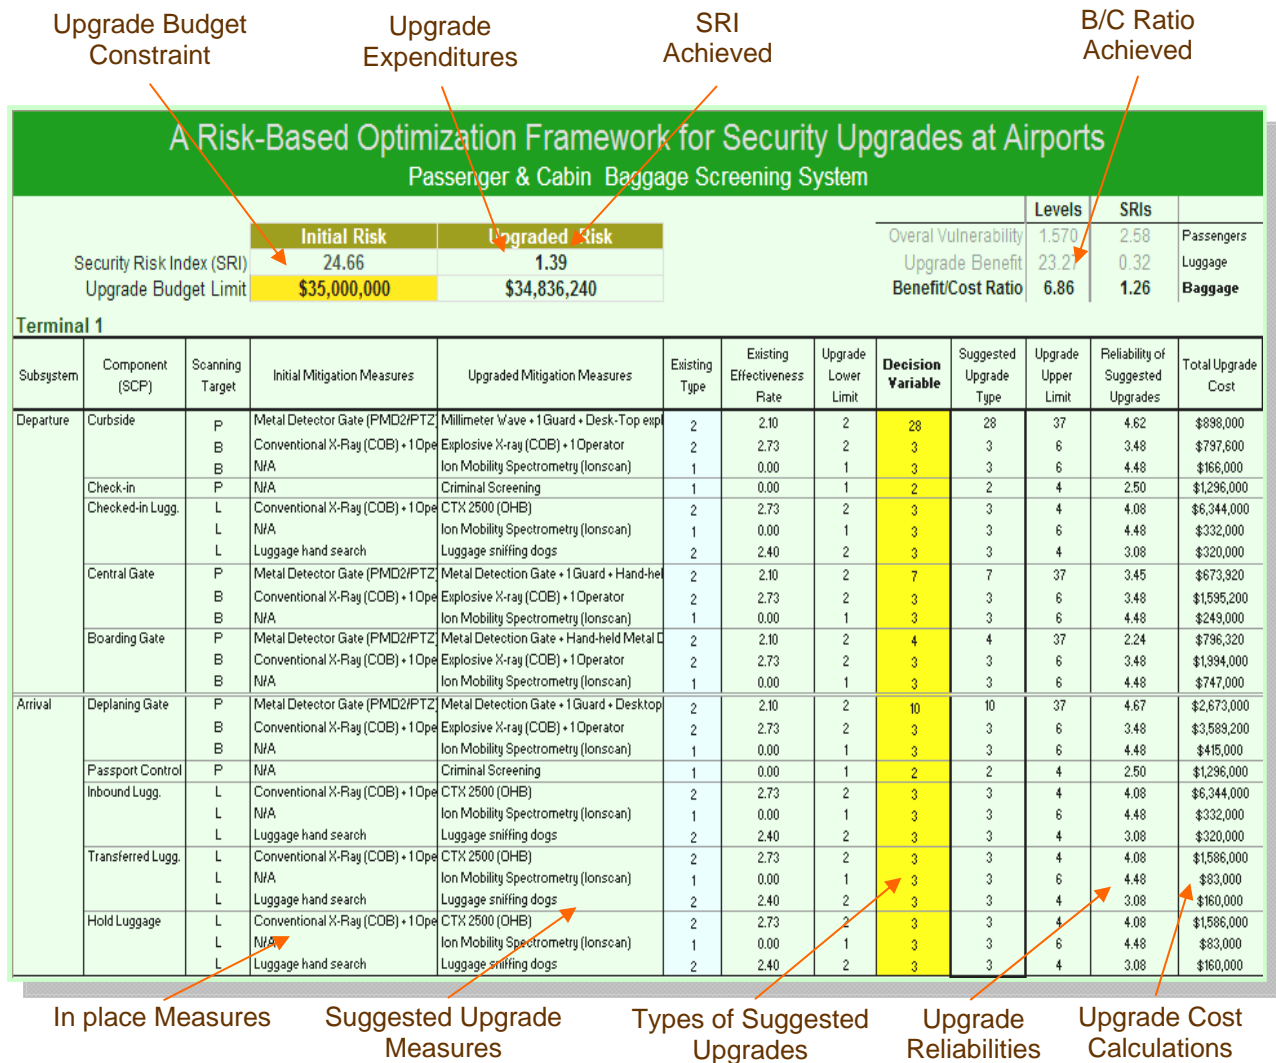 Upgrade Budget Constraint
Upgrade Expenditures
SRI Achieved
B/C Ratio Achieved
A Risk-Based Optimization Framework for Security Upgrades at Airports
Passenger & Cabin Baggage Screening System
Levels SRIs
Initial Risk Upgraded Risk Overal Vulnerability 1.570 2.58 Passengers
Security Risk Index (SRI) 24.66 1.39 Upgrade Benefit 23.27 0.32 Luggage
Upgrade Budget Limit $35,000,000 $34,836,240 Benefit/Cost Ratio 6.86 1.26 Baggage
Terminal 1
Subsystem Component (SCP) Scanning Target Initial Mitigation Measures Upgraded Mitigation Measures Existing Type Existing Effectiveness Rate Upgrade Lower Limit Decision Variable Suggested Upgrade Type Upgrade Upper Limit Reliability of Suggested Upgrades Total Upgrade Cost
Departure Curbside P Metal Detector Gate (PMD2/PTZ) Millimeter Wave + 1 Guard + Desk-Top expl 2 2.10 2 28 28 37 4.62 $898,000
B Conventional X-Ray (COB) + 1 Ope Explosive X-ray (COB) + 1 Operator 2 2.73 2 3 3 6 3.48 $797,600
B N/A Ion Mobility Spectrometry (Ionscan) 1 0.00 1 3 3 6 4.48 $166,000
Check-in P N/A Criminal Screening 1 0.00 1 2 2 4 2.50 $1,296,000
Checked-in Lugg. L Conventional X-Ray (COB) + 1 Ope CTX 2500 (OHB) 2 2.73 2 3 3 4 4.08 $6,344,000
L N/A Ion Mobility Spectrometry (Ionscan) 1 0.00 1 3 3 6 4.48 $332,000
L Luggage hand search Luggage sniffing dogs 2 2.40 2 3 3 4 3.08 $320,000
Central Gate P Metal Detector Gate (PMD2/PTZ) Metal Detection Gate + 1 Guard + Hand-hel 2 2.10 2 7 7 37 3.45 $673,920
B Conventional X-Ray (COB) + 1 Ope Explosive X-ray (COB) + 1 Operator 2 2.73 2 3 3 6 3.48 $1,595,200
B N/A Ion Mobility Spectrometry (Ionscan) 1 0.00 1 3 3 6 4.48 $249,000
Boarding Gate P Metal Detector Gate (PMD2/PTZ) Metal Detection Gate + Hand-held Metal D 2 2.10 2 4 4 37 2.24 $796,320
B Conventional X-Ray (COB) + 1 Ope Explosive X-ray (COB) + 1 Operator 2 2.73 2 3 3 6 3.48 $1,994,000
B N/A Ion Mobility Spectrometry (Ionscan) 1 0.00 1 3 3 6 4.48 $747,000
Arrival Deplaning Gate P Metal Detector Gate (PMD2/PTZ) Metal Detection Gate + 1 Guard + Desktop 2 2.10 2 10 10 37 4.67 $2,673,000
B Conventional X-Ray (COB) + 1 Ope Explosive X-ray (COB) + 1 Operator 2 2.73 2 3 3 6 3.48 $3,589,200
B N/A Ion Mobility Spectrometry (Ionscan) 1 0.00 1 3 3 6 4.48 $415,000
Passport Control P N/A Criminal Screening 1 0.00 1 2 2 4 2.50 $1,296,000
Inbound Lugg. L Conventional X-Ray (COB) + 1 Ope CTX 2500 (OHB) 2 2.73 2 3 3 4 4.08 $6,344,000
L N/A Ion Mobility Spectrometry (Ionscan) 1 0.00 1 3 3 6 4.48 $332,000
L Luggage hand search Luggage sniffing dogs 2 2.40 2 3 3 4 3.08 $320,000
Transferred Lugg. L Conventional X-Ray (COB) + 1 Ope CTX 2500 (OHB) 2 2.73 2 3 3 4 4.08 $1,586,000
L N/A Ion Mobility Spectrometry (Ionscan) 1 0.00 1 3 3 6 4.48 $83,000
L Luggage hand search Luggage sniffing dogs 2 2.40 2 3 3 4 3.08 $160,000
Hold Luggage L Conventional X-Ray (COB) + 1 Ope CTX 2500 (OHB) 2 2.73 2 3 3 4 4.08 $1,586,000
L N/A Ion Mobility Spectrometry (Ionscan) 1 0.00 1 3 3 6 4.48 $83,000
L Luggage hand search Luggage sniffing dogs 2 2.40 2 3 3 4 3.08 $160,000
In place Measures
Suggested Upgrade Measures
Types of Suggested Upgrades
Upgrade Reliabilities
Upgrade Cost Calculations